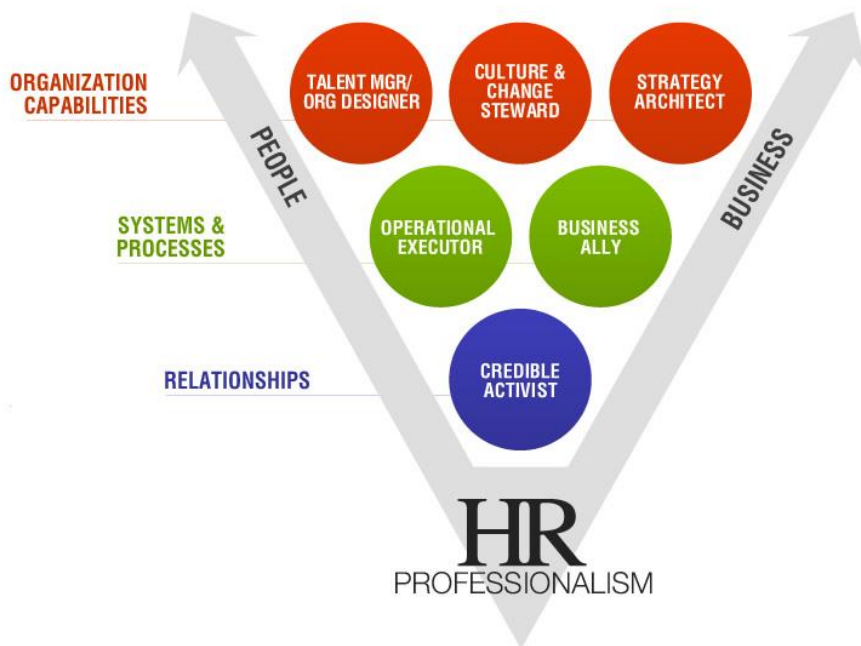 ORGANIZATION
CAPABILITIES
TALENT MGR/
ORG DESIGNER
CULTURE &
CHANGE
STEWARD
STRATEGY
ARCHITECT
PEOPLE
BUSINESS
SYSTEMS &
PROCESSES
OPERATIONAL
EXECUTOR
BUSINESS
ALLY
RELATIONSHIPS
CREDIBLE
ACTIVIST
HR
PROFESSIONALISM